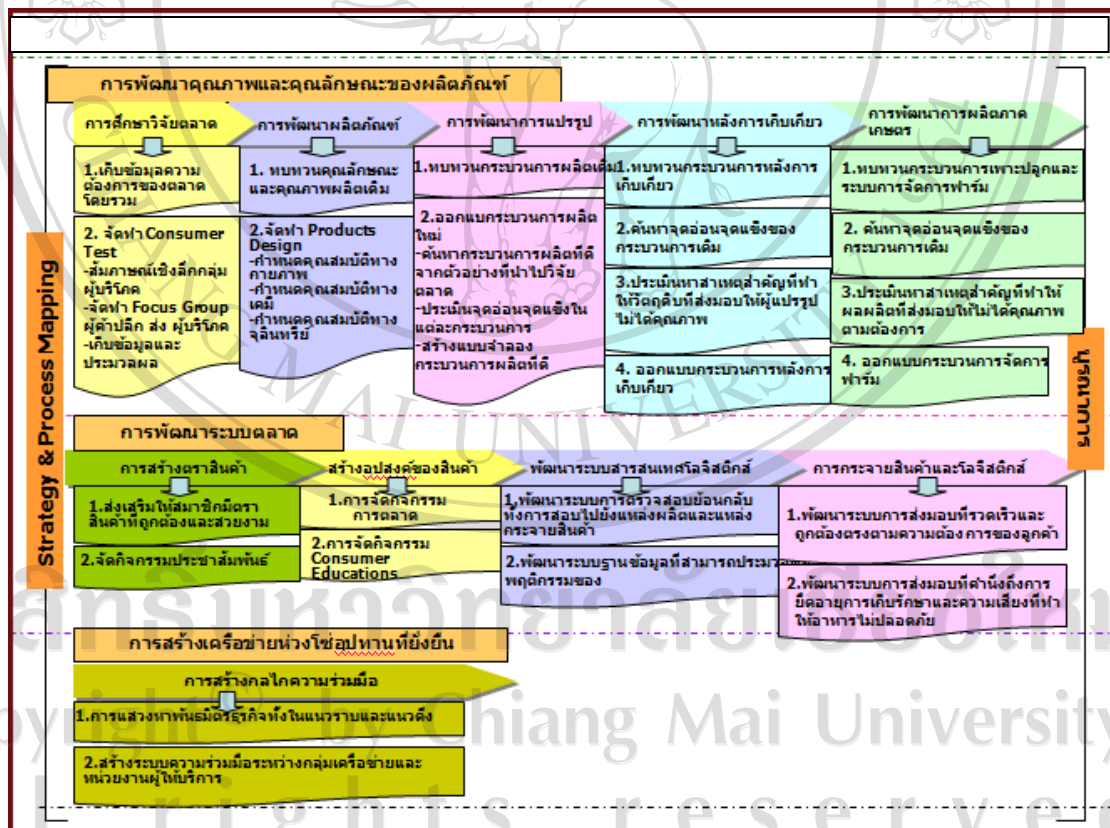 การพัฒนาคุณภาพและคุณลักษณะของผลิตภัณฑ์
การศึกษาวิจัยตลาด
1.เก็บข้อมูลความ
ต้องการของตลาด
โดยรวม
2. จัดทำ Consumer
Test
-สัมภาษณ์เชิงลึกกลุ่ม
ผู้บริโภค
-จัดทำ Focus Group
ผู้ค้าปลีก ส่ง ผู้บริโภค
-เก็บข้อมูลและ
ประมวลผล
การพัฒนาผลิตภัณฑ์
1. ทบทวนคุณลักษณะ
และคุณภาพผลิตเดิม
2.จัดทำ Products
Design
-กำหนดคุณสมบัติทาง
กายภาพ
-กำหนดคุณสมบัติทาง
เคมี
-กำหนดคุณสมบัติทาง
จุลินทรีย์
การพัฒนาการแปรรูป
1.ทบทวนกระบวนการผลิตเดิม
2.ออกแบกระบวนการผลิต
ใหม่
-ค้นหากระบวนการผลิตที่ดี
จากตัวอย่างที่นำไปวิจัย
ตลาด
-ประเมินจุดอ่อนจุดแข็งใน
แต่ละกระบวนการ
-สร้างแบบจำลอง
กระบวนการผลิตที่ดี
การพัฒนาหลังการเก็บเกี่ยว
1.ทบทวนกระบวนการหลังการ
เก็บเกี่ยว
2.ค้นหาจุดอ่อนจุดแข็งของ
กระบวนการเดิม
3.ประเมินหาสาเหตุสำคัญที่ทำ
ให้วัตถุดิบที่ส่งมอบให้ผู้แปรรูป
ไม่ได้คุณภาพ
4. ออกแบกระบวนการหลังการ
เก็บเกี่ยว
การพัฒนาการผลิตภาค
เกษตร
1.ทบทวนกระบวนการเพาะปลูกและ
ระบบการจัดการฟาร์ม
2. ค้นหาจุดอ่อนจุดแข็งของ
กระบวนการเดิม
3.ประเมินหาสาเหตุสำคัญที่ทำให้
ผลผลิตที่ส่งมอบให้ไม่ได้คุณภาพ
ตามต้องการ
4. ออกแบบกระบวนการจัดการ
ฟาร์ม
Strategy & Process Mapping
บูรณาการ
การพัฒนาระบบตลาด
การสร้างตราสินค้า
1.ส่งเสริมให้สมาชิกมีตรา
สินค้าที่ถูกต้องและสวยงาม
2.จัดกิจกรรมประชาสัมพันธ์
สร้างอุปสงค์ของสินค้า
1.การจัดกิจกรรม
การตลาด
2.การจัดกิจกรรม
Consumer
Educations
พัฒนาระบบสารสนเทศโลจิสติกส์
1.พัฒนาระบบการตรวจสอบย้อนกลับ
ทั้งการสอบไปยังแหล่งผลิตและแหล่ง
กระจายสินค้า
2.พัฒนาระบบฐานข้อมูลที่สามารถประมวล
พฤติกรรมของ
การกระจายสินค้าและโลจิสติกส์
1.พัฒนาระบบการส่งมอบที่รวดเร็วและ
ถูกต้องตรงตามความต้องการของลูกค้า
2.พัฒนาระบบการส่งมอบที่คำนึงถึงการ
ยืดอายุการเก็บรักษาและความเสี่ยงที่ทำ
ให้อาหารไม่ปลอดภัย
การสร้างเครือข่ายห่วงโซ่อุปทานที่ยั่งยืน
การสร้างกลไกความร่วมมือ
1.การแสวงหาพันธมิตรธุรกิจทั้งในแนวราบและแนวดิ่ง
2.สร้างระบบความร่วมมือระหว่างกลุ่มเครือข่ายและ
หน่วยงานผู้ให้บริการ
MAI UNIVERSITY
by Chiang Mai University
rights reserve